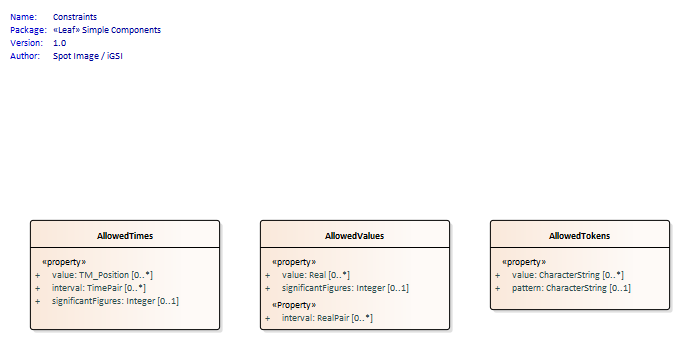 Name: Constraints
Package: «Leaf» Simple Components
Version: 1.0
Author: Spot Image / iGSI
AllowedTimes
«property»
+ value: TM_Position [0..*]
+ interval: TimePair [0..*]
+ significantFigures: Integer [0..1]
AllowedValues
«property»
+ value: Real [0..*]
+ significantFigures: Integer [0..1]
«Property»
+ interval: RealPair [0..*]
AllowedTokens
«property»
+ value: CharacterString [0..*]
+ pattern: CharacterString [0..1]